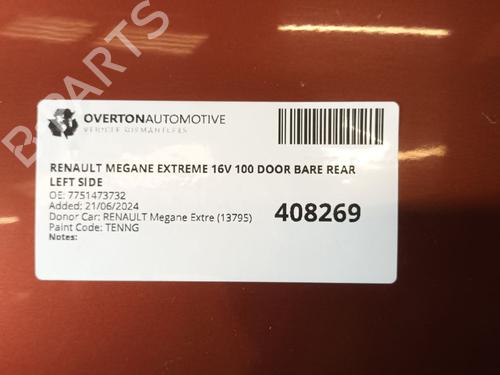 B-PARTS
OVERTONAUTOMOTIVE
VEHICLE DISMANTLERS
RENAULT MEGANE EXTREME 16V 100 DOOR BARE REAR
LEFT SIDE
OE: 7751473732
Added: 21/06/2024
Donor Car: RENAULT Megane Extre (13795)
408269
Paint Code: TENNG
Notes: